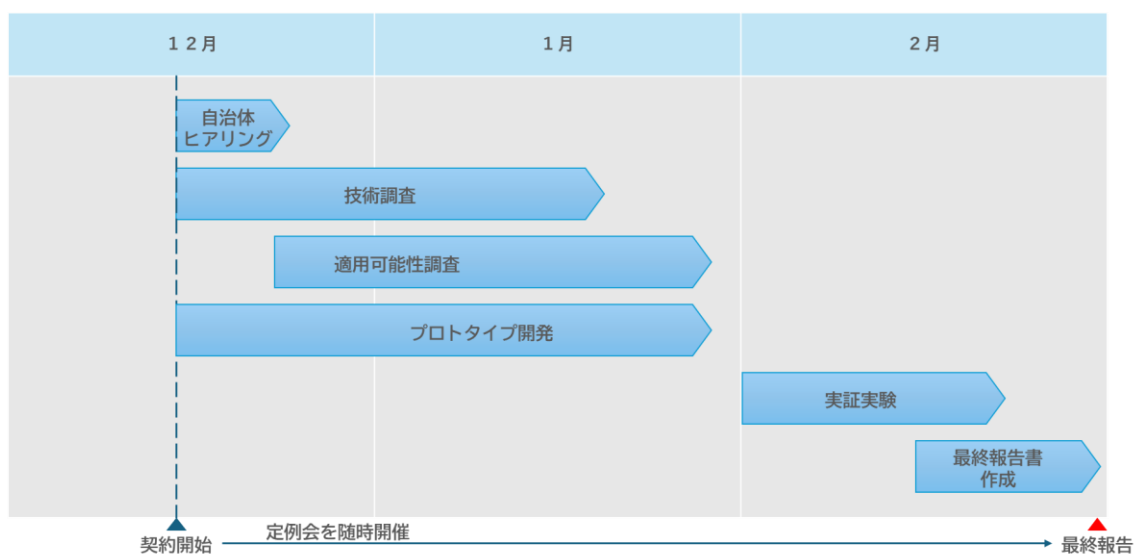 １２月
1月
2月
自治体
ヒアリング
技術調査
適用可能性調査
プロトタイプ開発
実証実験
最終報告書
作成
定例会を随時開催
契約開始
最終報告